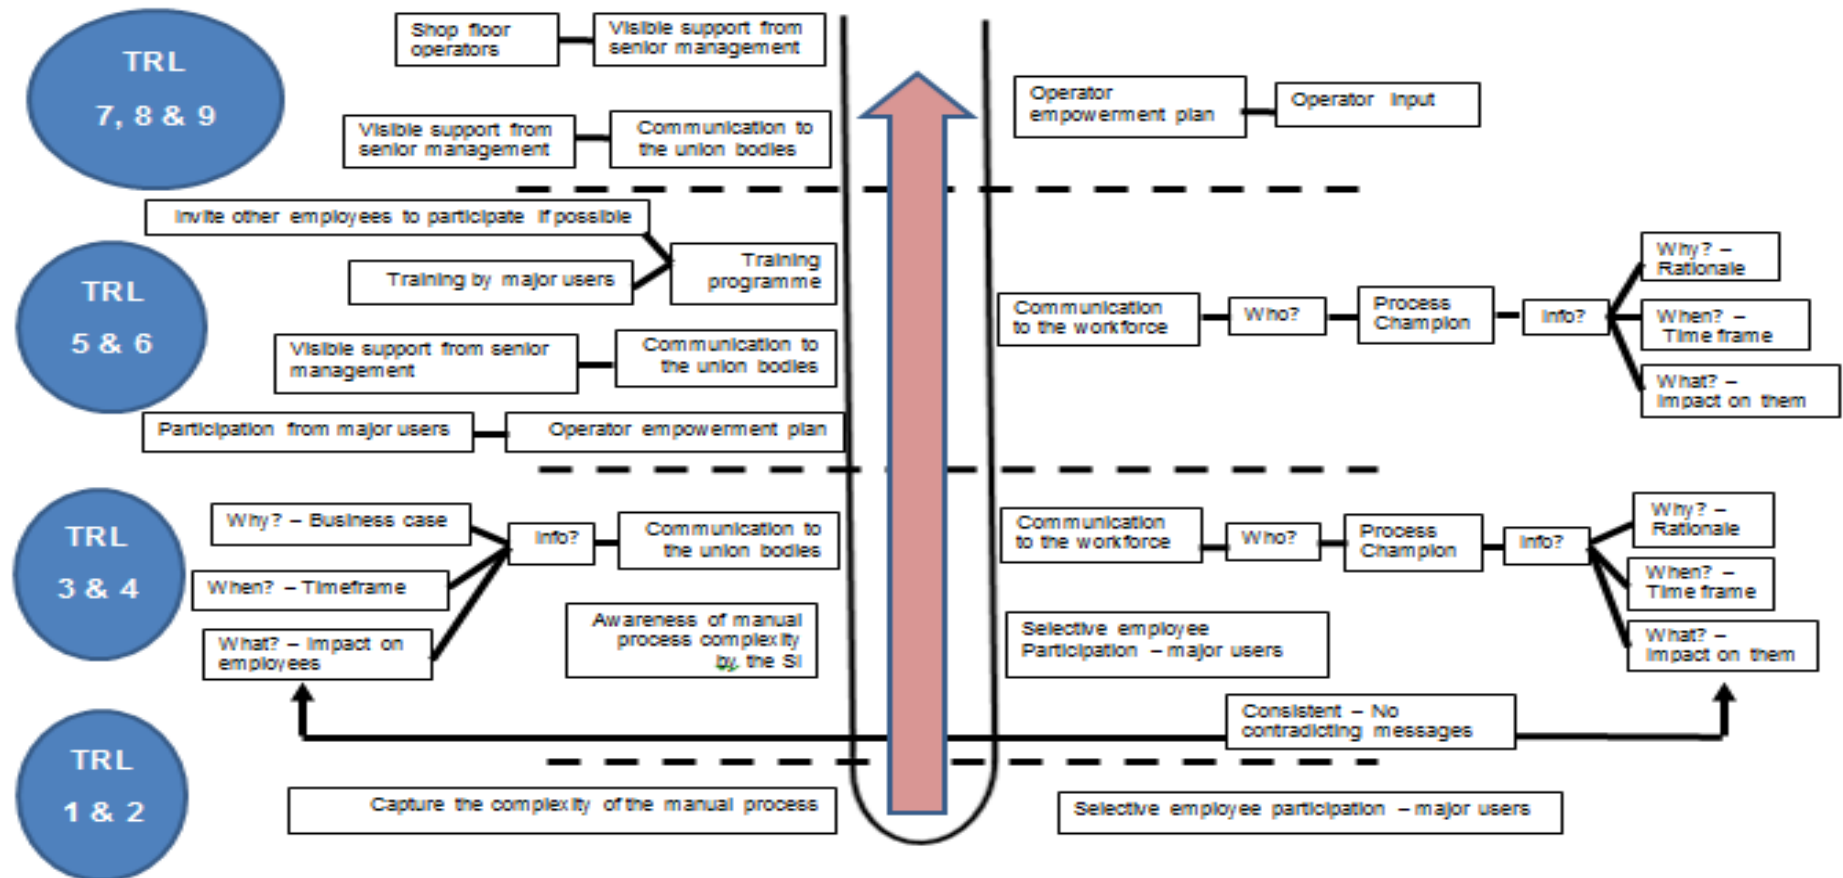 TRL
7, 8 & 9
Shop floor
operators
Visible support from
senior management
Operator
empowerment plan
Operator input
Visible support from
senior management
Communication to
the union bodies
TRL
5 & 6
Invite other employees to participate if possible
Training by major users
Training
programme
Visible support from senior
management
Communication to
the union bodies
Participation from major users
Operator empowerment plan
Communication
to the workforce
Who?
Process
Champion
Info?
Why? –
Rationale
When? –
Time frame
What? –
Impact on them
TRL
3 & 4
Why? – Business case
When? – Timeframe
What? – Impact on
employees
Info?
Communication to
the union bodies
Awareness of manual
process complexity
by the SI
Communication
to the workforce
Who?
Process
Champion
Info?
Why? –
Rationale
When? –
Time frame
What? –
Impact on them
Selective employee
Participation – major users
Consistent – No
contradicting messages
TRL
1 & 2
Capture the complexity of the manual process
Selective employee participation – major users